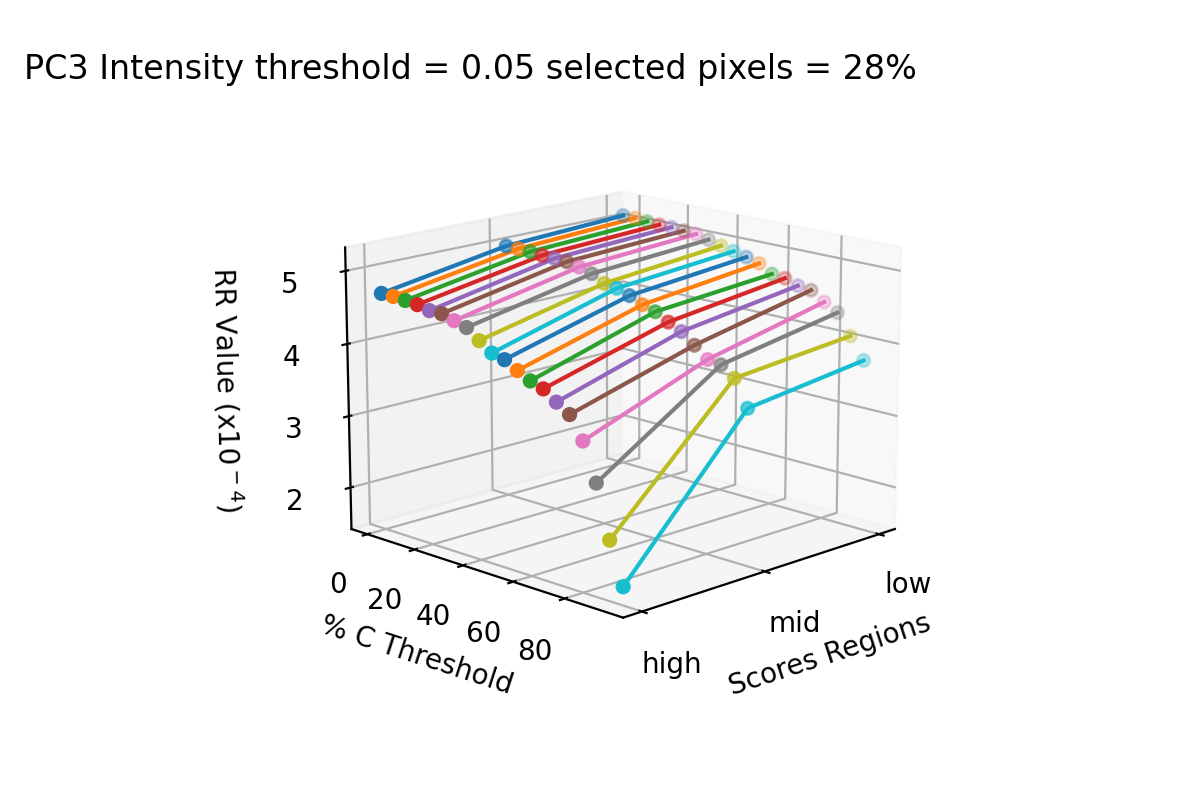 PC3 Intensity threshold = 0.05 selected pixels = 28%
RR Value (x10⁻⁴)
5
4
3
2
0
20
40
60
80
% C Threshold
high
mid
low
Scores Regions